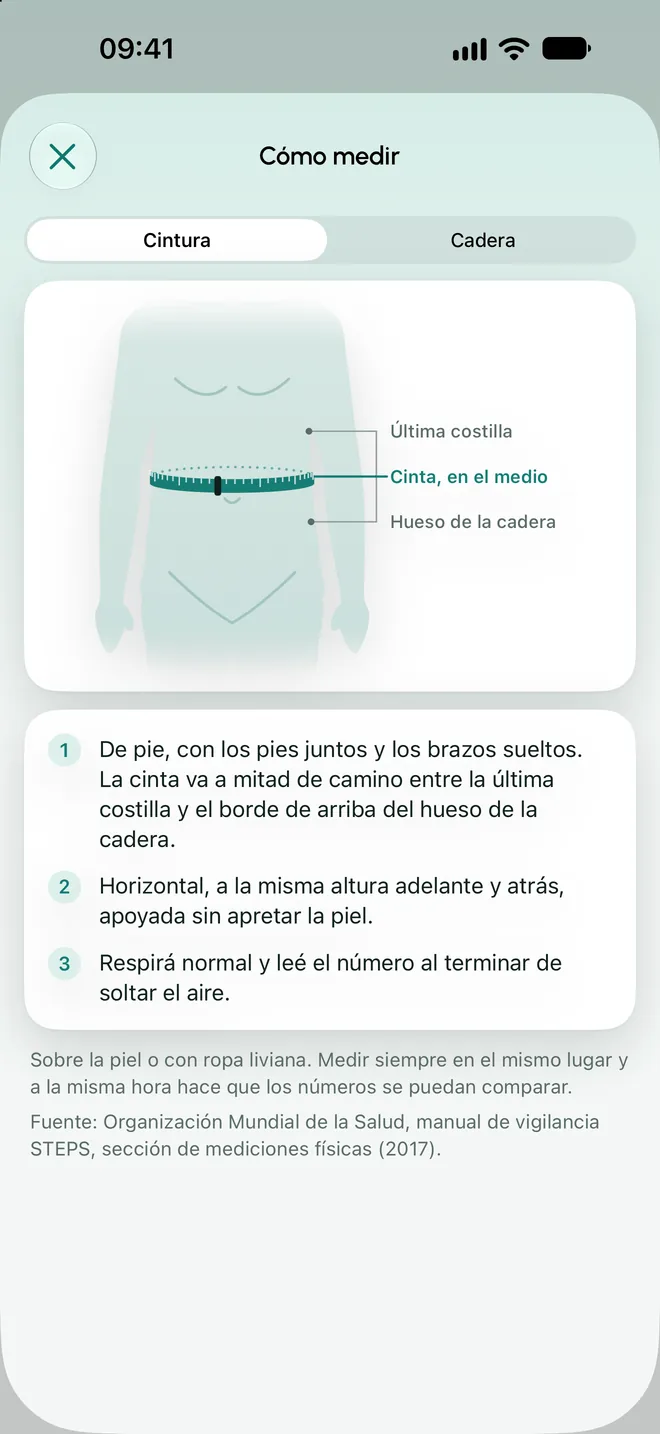 09:41
Cómo medir
Cintura
Cadera
Última costilla
Cinta, en el medio
Hueso de la cadera
1 De pie, con los pies juntos y los brazos sueltos.
La cinta va a mitad de camino entre la última
costilla y el borde de arriba del hueso de la
cadera.
2 Horizontal, a la misma altura adelante y atrás,
apoyada sin apretar la piel.
3 Respirá normal y leé el número al terminar de
soltar el aire.
Sobre la piel o con ropa liviana. Medir siempre en el mismo lugar y
a la misma hora hace que los números se puedan comparar.
Fuente: Organización Mundial de la Salud, manual de vigilancia
STEPS, sección de mediciones físicas (2017).